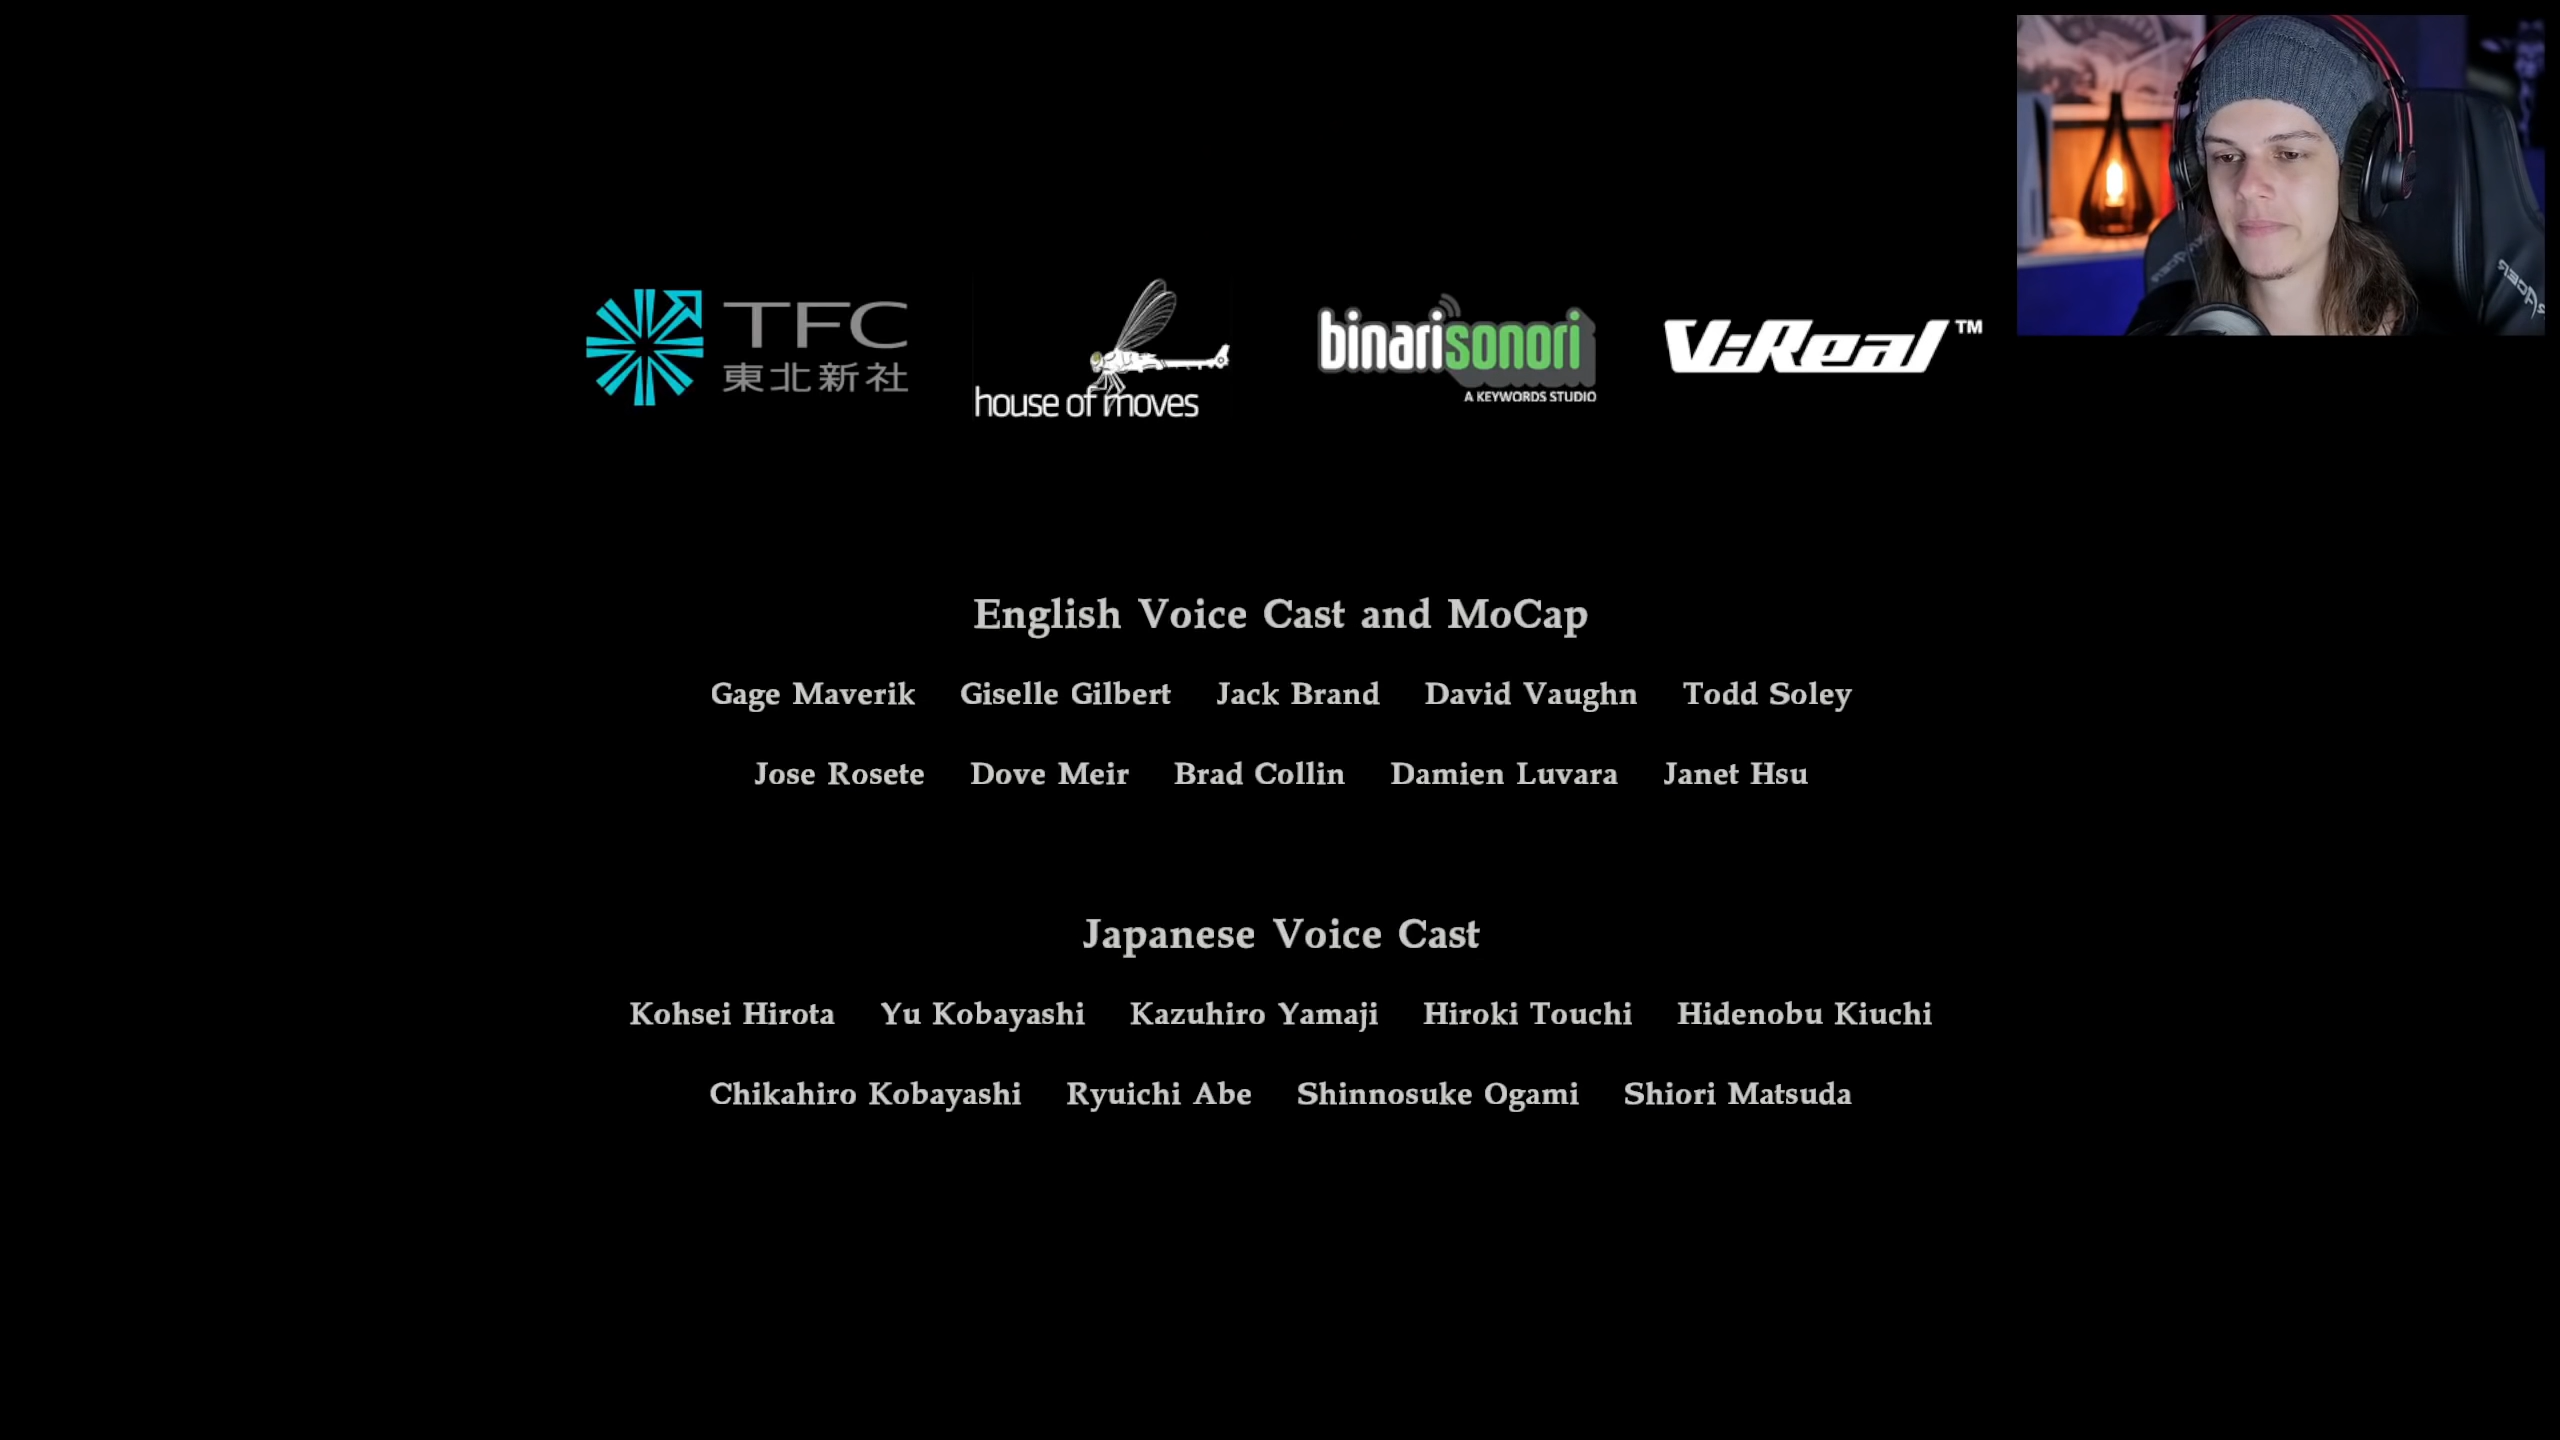 TFC
東北新社
house of moves
binarisonori
A KEYWORDS STUDIO
ViReal™
English Voice Cast and MoCap
Gage Maverik Giselle Gilbert Jack Brand David Vaughn Todd Soley
Jose Rosete Dove Meir Brad Collin Damien Luvara Janet Hsu
Japanese Voice Cast
Kohsei Hirota Yu Kobayashi Kazuhiro Yamaji Hiroki Touchi Hidenobu Kiuchi
Chikahiro Kobayashi Ryuichi Abe Shinnosuke Ogami Shiori Matsuda